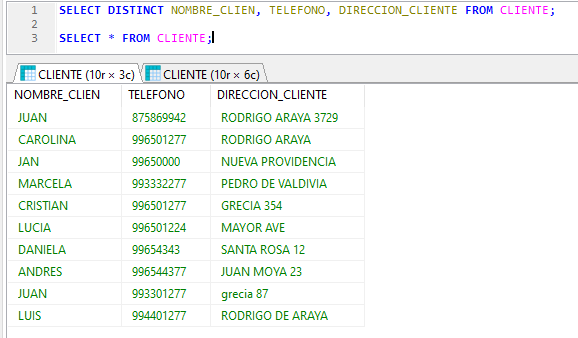 1 SELECT DISTINCT NOMBRE_CLIEN, TELEFONO, DIRECCION_CLIENTE FROM CLIENTE;
2
3 SELECT * FROM CLIENTE;
CLIENTE (10r × 3c) CLIENTE (10r × 6c)
NOMBRE_CLIEN TELEFONO DIRECCION_CLIENTE
JUAN 875869942 RODRIGO ARAYA 3729
CAROLINA 996501277 RODRIGO ARAYA
JAN 99650000 NUEVA PROVIDENCIA
MARCELA 993332277 PEDRO DE VALDIVIA
CRISTIAN 996501277 GRECIA 354
LUCIA 996501224 MAYOR AVE
DANIELA 99654343 SANTA ROSA 12
ANDRES 996544377 JUAN MOYA 23
JUAN 993301277 grecia 87
LUIS 994401277 RODRIGO DE ARAYA